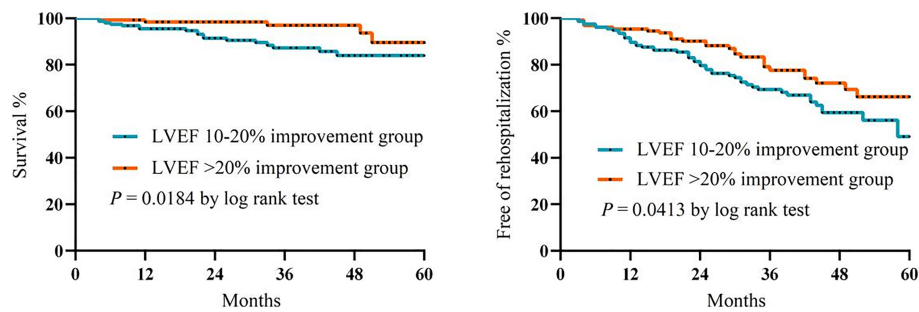 Survival %
100
80
60
40
20
0
LVEF 10-20% improvement group
LVEF >20% improvement group
P = 0.0184 by log rank test
0 12 24 36 48 60
Months
Free of rehospitalization %
100
80
60
40
20
0
LVEF 10-20% improvement group
LVEF >20% improvement group
P = 0.0413 by log rank test
0 12 24 36 48 60
Months